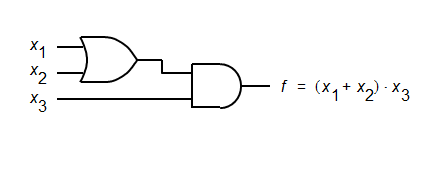 x₁
x₂
x₃
f = (x₁ + x₂) · x₃